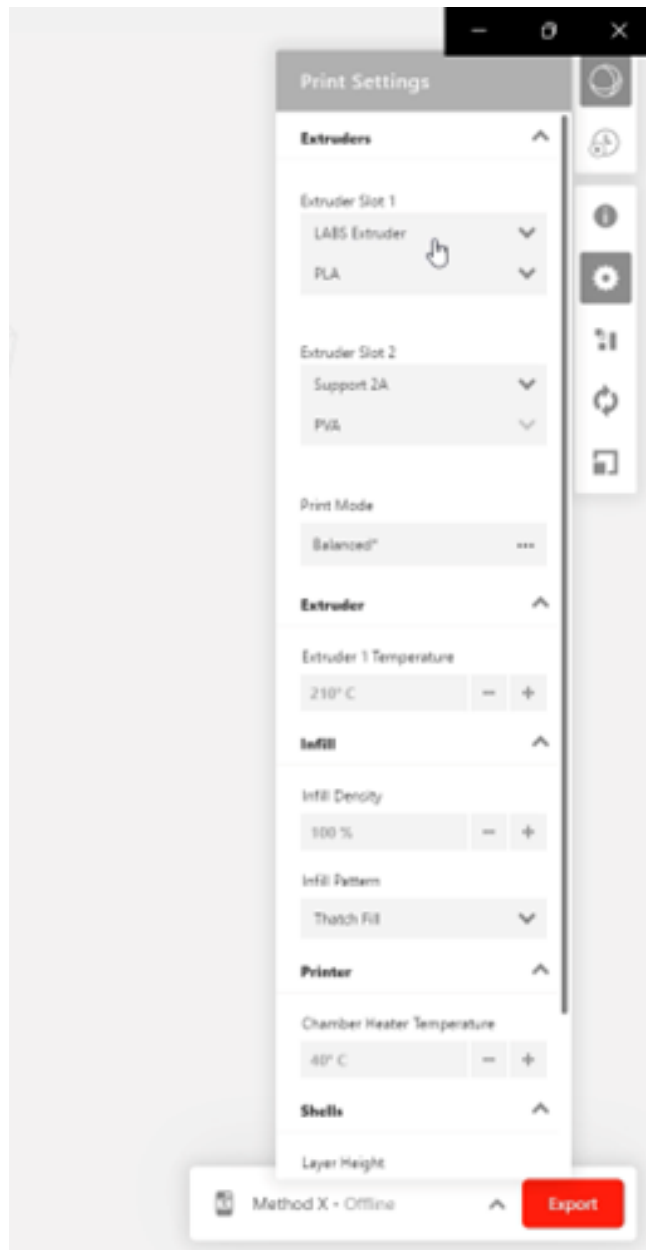 Print Settings
Extruders
Extruder Slot 1
LABS Extruder
PLA
Extruder Slot 2
Support 2A
PVA
Print Mode
Balanced*
Extruder
Extruder 1 Temperature
210° C
Infill
Infill Density
100 %
Infill Pattern
Thatch Fill
Printer
Chamber Heater Temperature
40° C
Shells
Layer Height
Method X - Offline
Export